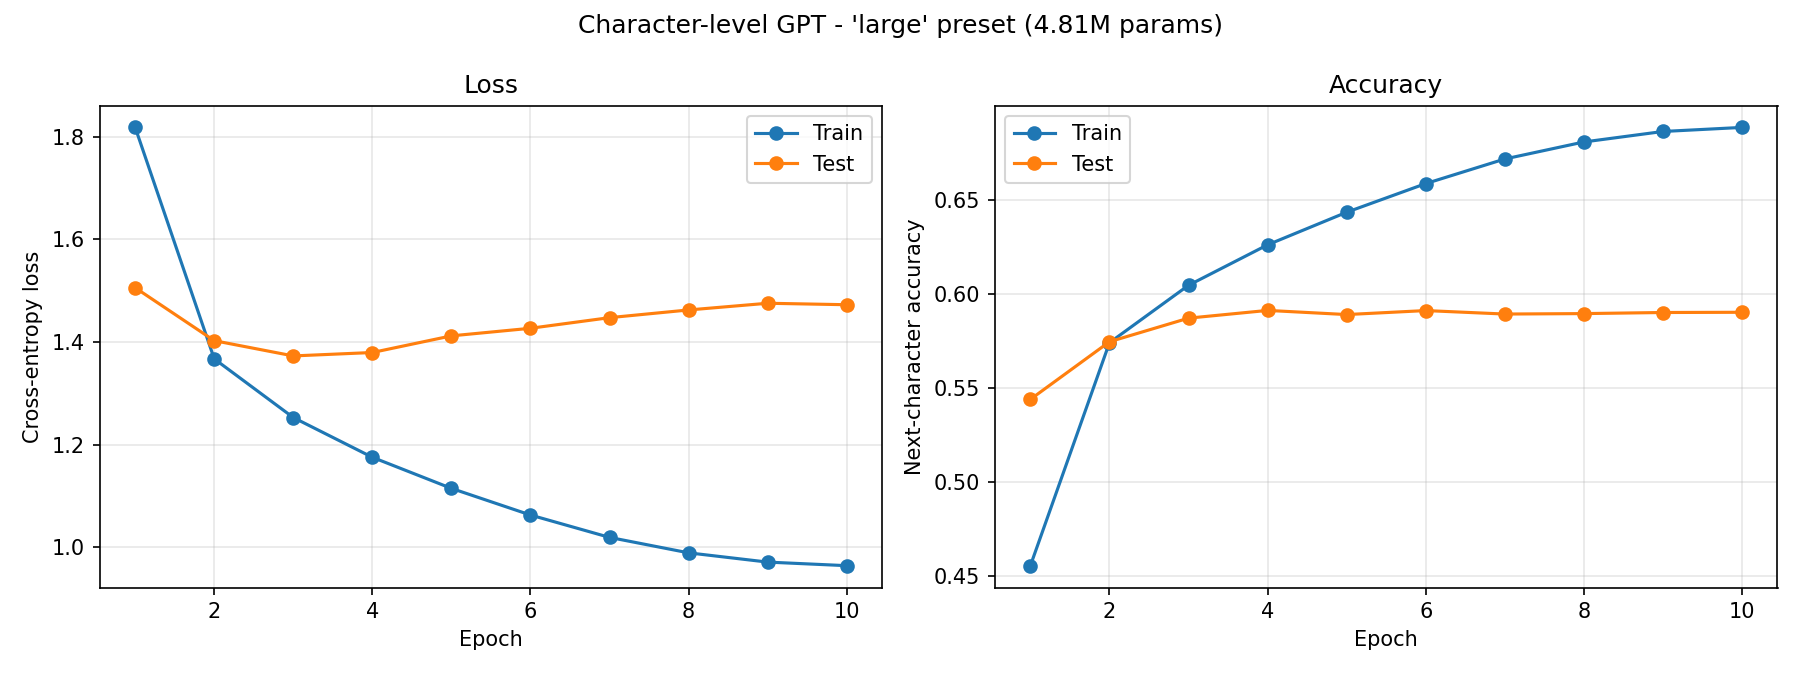 Character-level GPT - 'large' preset (4.81M params)
Loss
Cross-entropy loss
1.8
1.6
1.4
1.2
1.0
Train
Test
2
4
6
8
10
Epoch
Accuracy
Next-character accuracy
0.65
0.60
0.55
0.50
0.45
Train
Test
2
4
6
8
10
Epoch